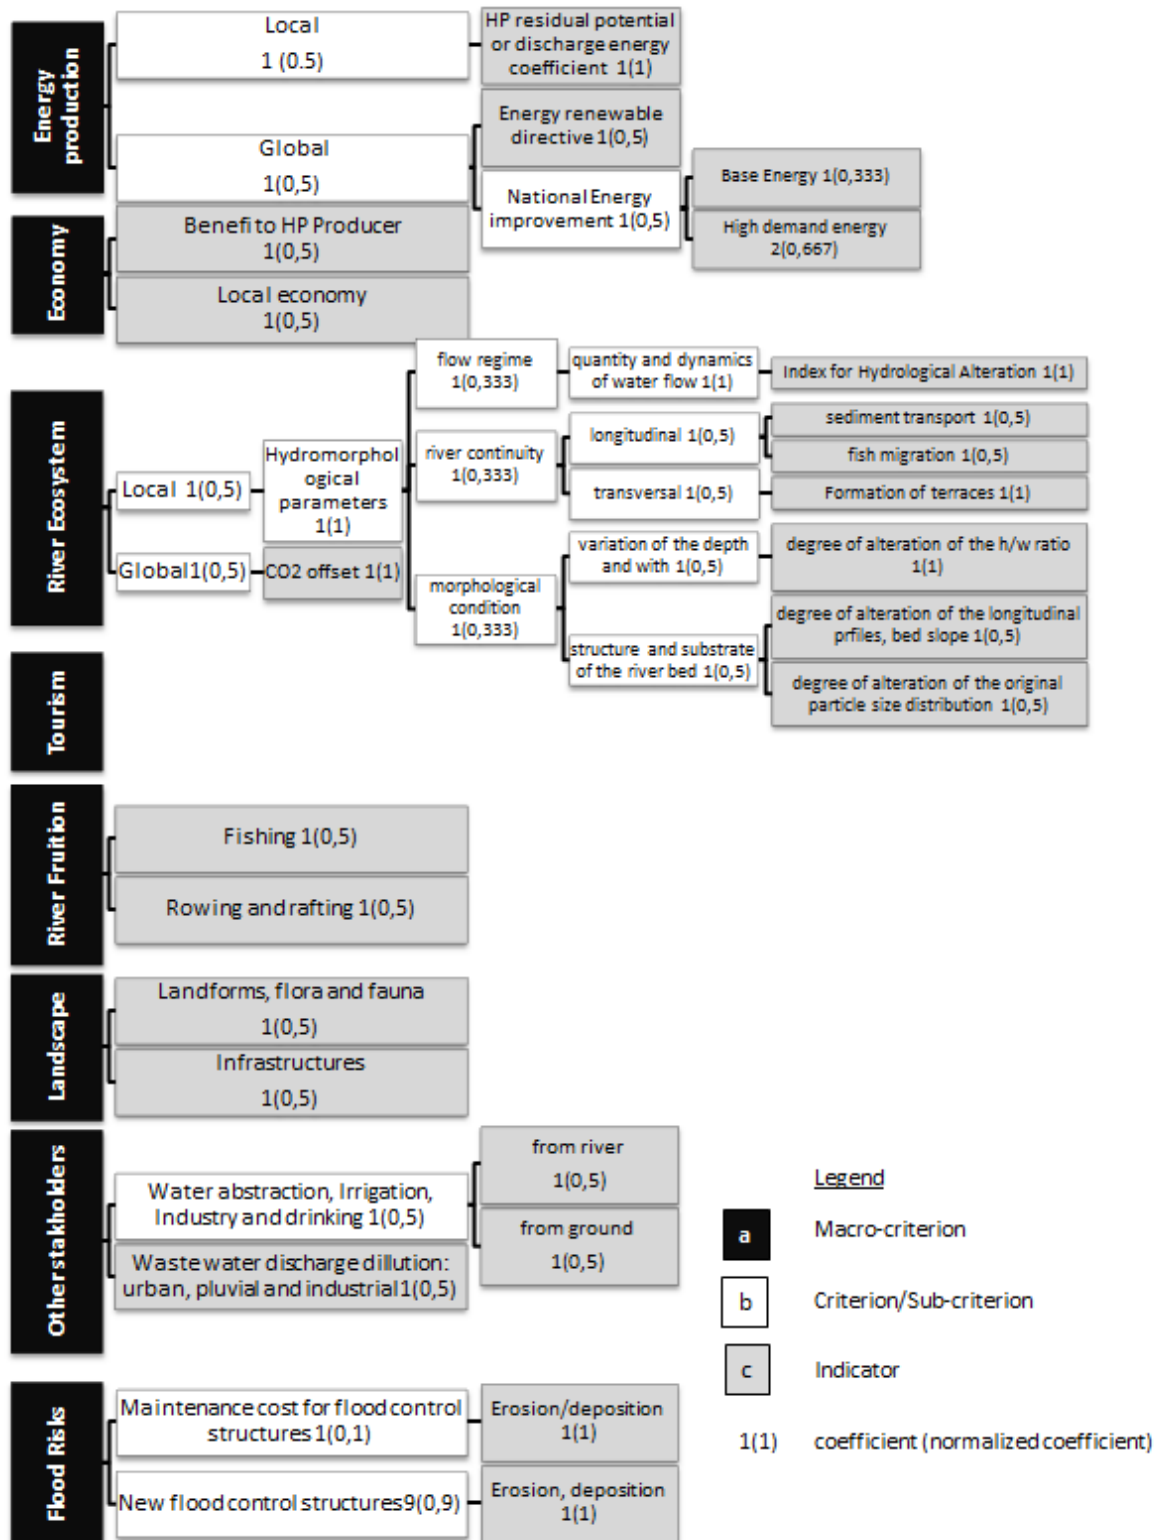 Energy
production
Local
1 (0.5)
HP residual potential
or discharge energy
coefficient 1(1)
Global
1(0,5)
Energy renewable
directive 1(0,5)
National Energy
improvement 1(0,5)
Base Energy 1(0,333)
High demand energy
2(0,667)
Economy
Benefi to HP Producer
1(0,5)
Local economy
1(0,5)
River Ecosystem
Local 1(0,5)
Hydromorphol
ogical
parameters
1(1)
flow regime
1(0,333)
quantity and dynamics
of water flow 1(1)
Index for Hydrological Alteration 1(1)
river continuity
1(0,333)
longitudinal 1(0,5)
sediment transport 1(0,5)
fish migration 1(0,5)
transversal 1(0,5)
Formation of terraces 1(1)
morphological
condition
1(0,333)
variation of the depth
and with 1(0,5)
degree of alteration of the h/w ratio
1(1)
structure and substrate
of the river bed 1(0,5)
degree of alteration of the longitudinal
prfiles, bed slope 1(0,5)
degree of alteration of the original
particle size distribution 1(0,5)
Global1(0,5)
CO2 offset 1(1)
Tourism
River Fruition
Fishing 1(0,5)
Rowing and rafting 1(0,5)
Landscape
Landforms, flora and fauna
1(0,5)
Infrastructures
1(0,5)
Other stakholders
Water abstraction, Irrigation,
Industry and drinking 1(0,5)
from river
1(0,5)
from ground
1(0,5)
Waste water discharge dillution:
urban, pluvial and industrial1(0,5)
Flood Risks
Maintenance cost for flood control
structures 1(0,1)
Erosion/deposition
1(1)
New flood control structures9(0,9)
Erosion, deposition
1(1)
Legend
a Macro-criterion
b Criterion/Sub-criterion
c Indicator
1(1) coefficient (normalized coefficient)